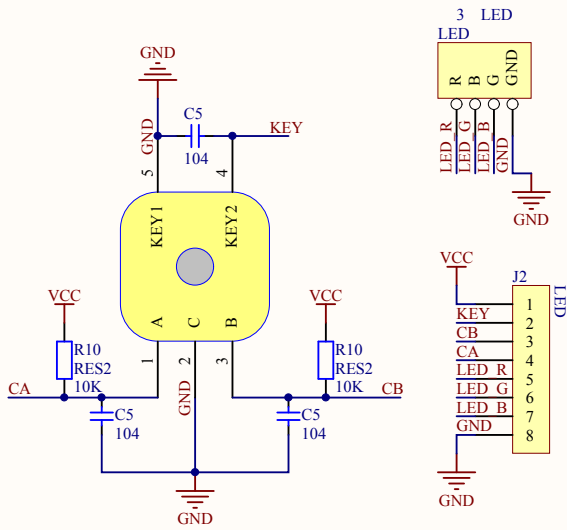 GND
GND
C5
104
KEY
5
4
KEY1
KEY2
A
C
B
VCC
R10
RES2
10K
CA
1
2
3
GND
C5
104
VCC
R10
RES2
10K
CB
C5
104
GND
3 LED
LED
R
B
G
GND
LED_R
LED_G
LED_B
GND
GND
VCC
J2
LED
KEY
CB
CA
LED_R
LED_G
LED_B
GND
1
2
3
4
5
6
7
8
GND